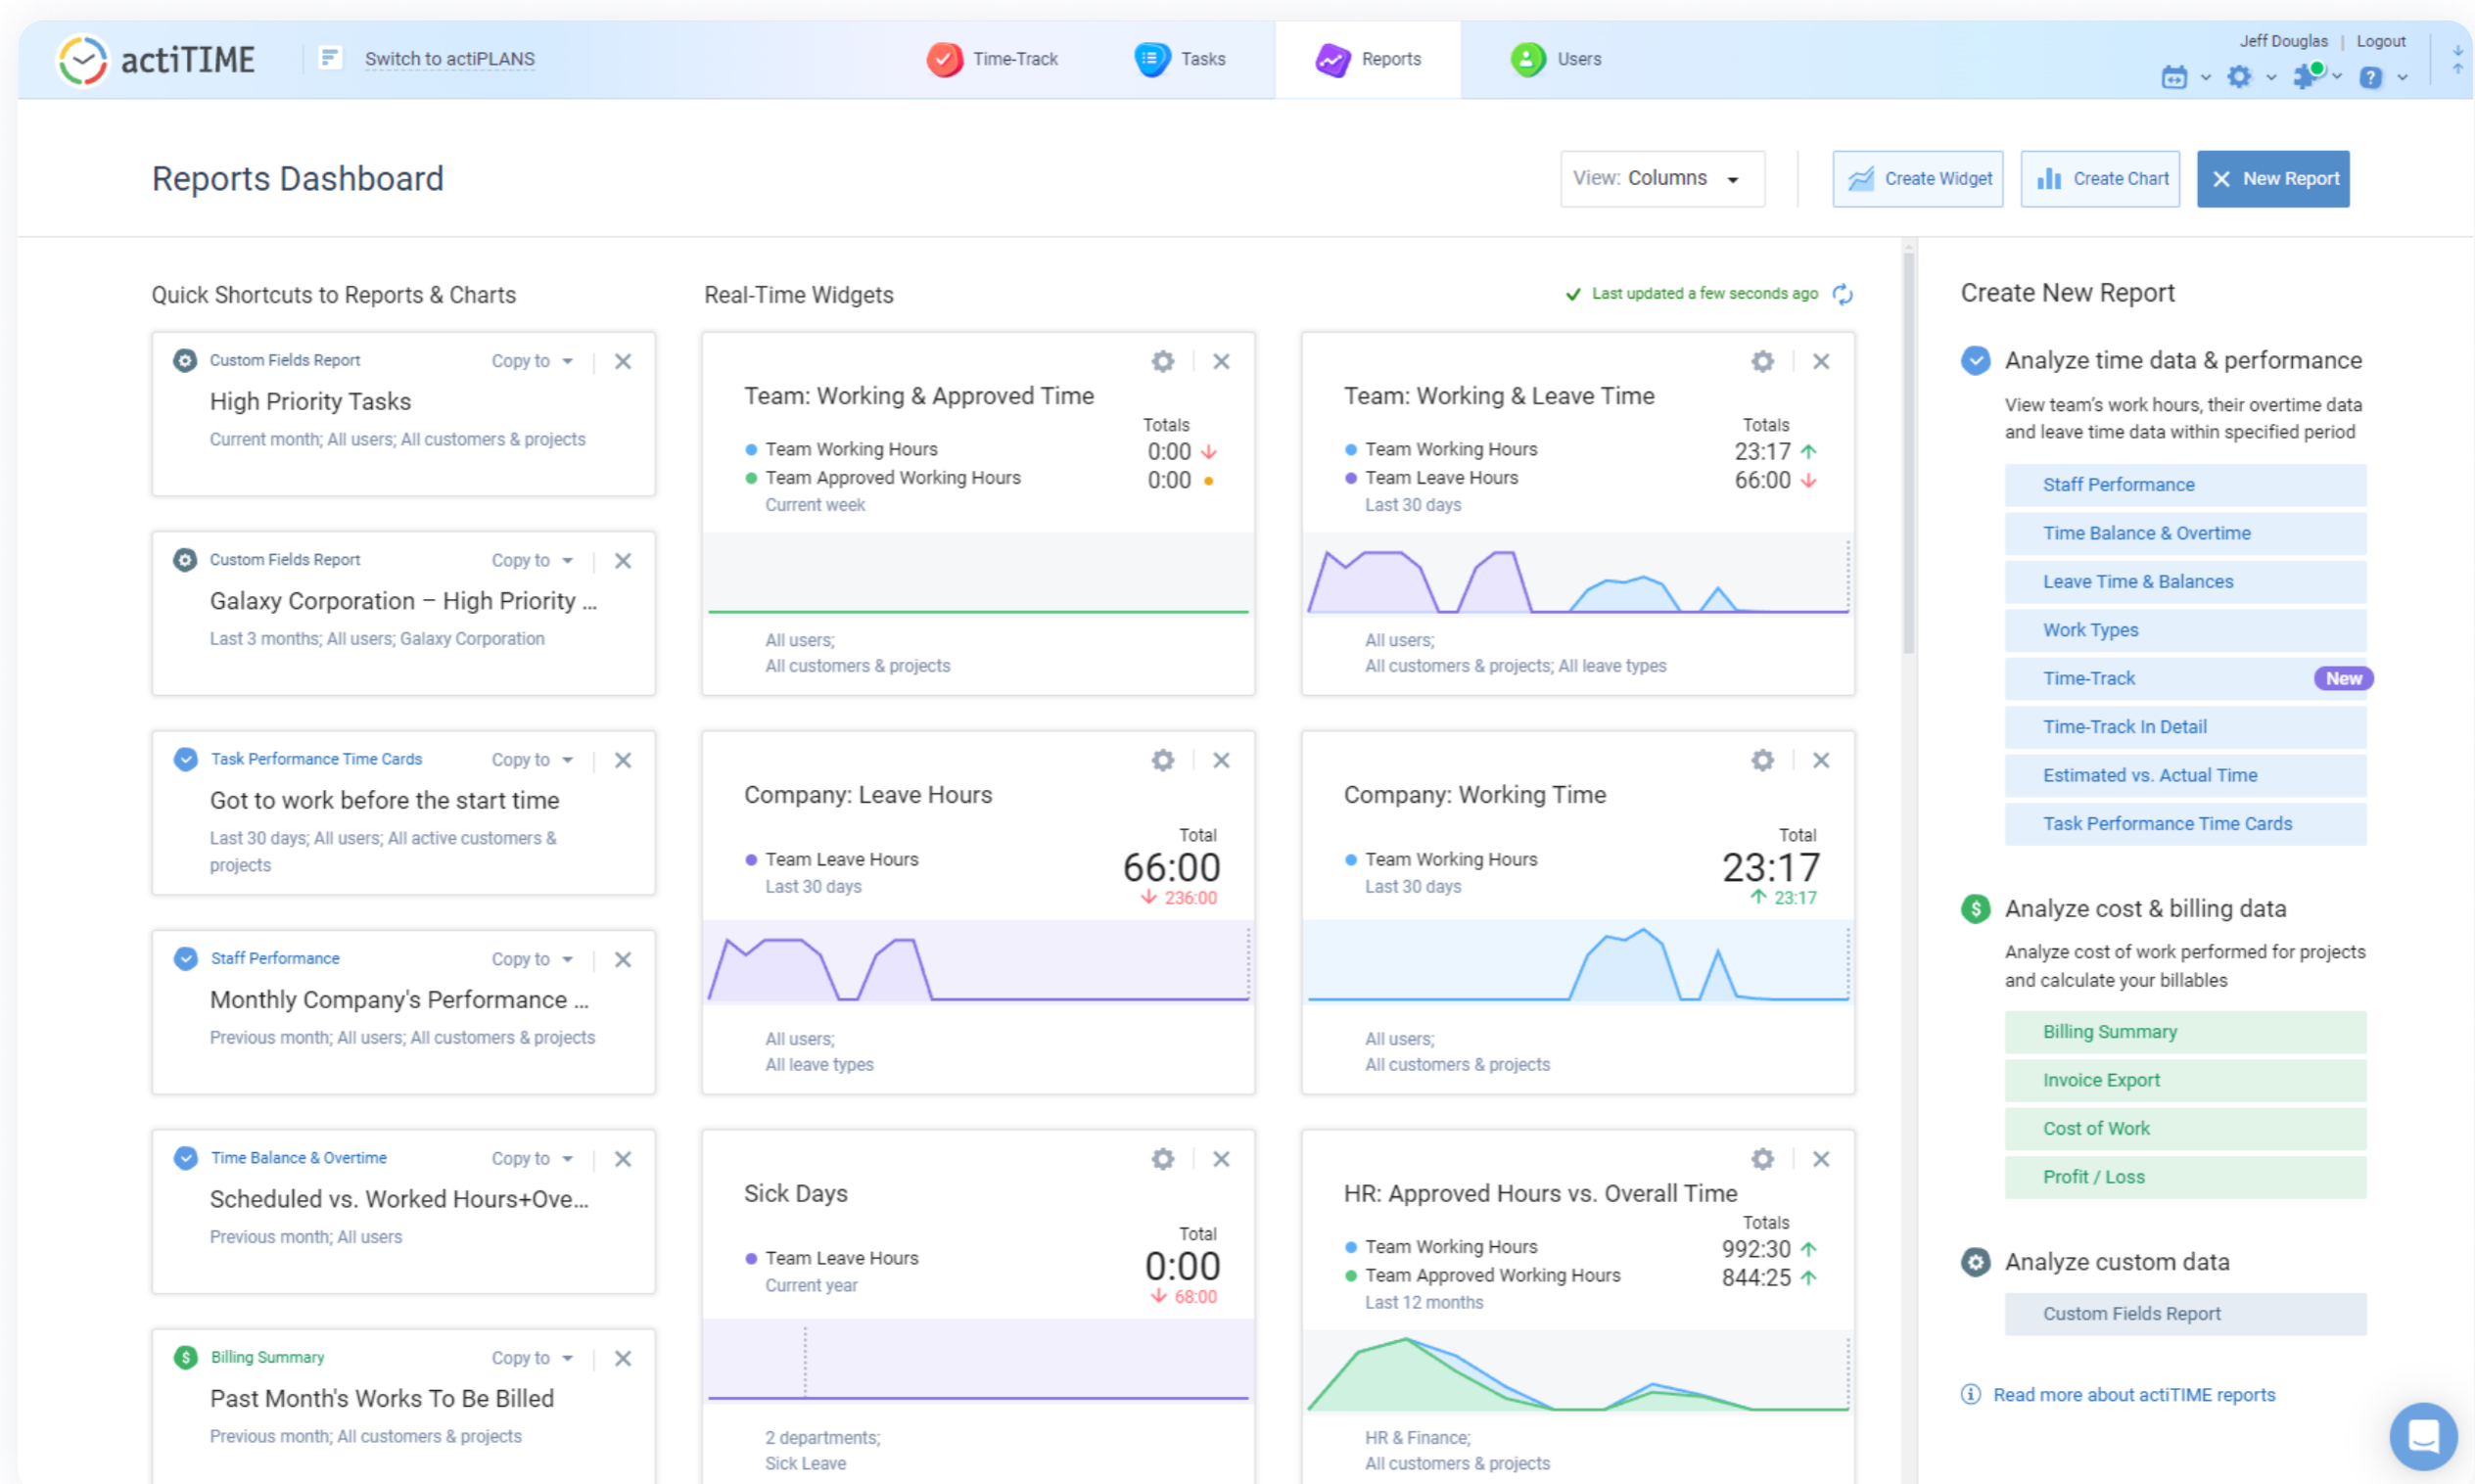 actiTIME
Switch to actiPLANS
Time-Track
Tasks
Reports
Users
Jeff Douglas | Logout
Reports Dashboard
View: Columns
Create Widget
Create Chart
New Report
Quick Shortcuts to Reports & Charts
Custom Fields Report
Copy to
High Priority Tasks
Current month; All users; All customers & projects
Custom Fields Report
Copy to
Galaxy Corporation – High Priority ...
Last 3 months; All users; Galaxy Corporation
Task Performance Time Cards
Copy to
Got to work before the start time
Last 30 days; All users; All active customers &
projects
Staff Performance
Copy to
Monthly Company's Performance ...
Previous month; All users; All customers & projects
Time Balance & Overtime
Copy to
Scheduled vs. Worked Hours+Ove...
Previous month; All users
Billing Summary
Copy to
Past Month's Works To Be Billed
Previous month; All customers & projects
Real-Time Widgets
Last updated a few seconds ago
Team: Working & Approved Time
Totals
Team Working Hours 0:00
Team Approved Working Hours 0:00
Current week
All users;
All customers & projects
Team: Working & Leave Time
Totals
Team Working Hours 23:17
Team Leave Hours 66:00
Last 30 days
All users;
All customers & projects; All leave types
Company: Leave Hours
Total
Team Leave Hours 66:00
Last 30 days
236:00
All users;
All leave types
Company: Working Time
Total
Team Working Hours 23:17
Last 30 days
23:17
All users;
All customers & projects
Sick Days
Total
Team Leave Hours 0:00
Current year
68:00
2 departments;
Sick Leave
HR: Approved Hours vs. Overall Time
Totals
Team Working Hours 992:30
Team Approved Working Hours 844:25
Last 12 months
HR & Finance;
All customers & projects
Create New Report
Analyze time data & performance
View team's work hours, their overtime data
and leave time data within specified period
Staff Performance
Time Balance & Overtime
Leave Time & Balances
Work Types
Time-Track New
Time-Track In Detail
Estimated vs. Actual Time
Task Performance Time Cards
$
Analyze cost & billing data
Analyze cost of work performed for projects
and calculate your billables
Billing Summary
Invoice Export
Cost of Work
Profit / Loss
Analyze custom data
Custom Fields Report
Read more about actiTIME reports